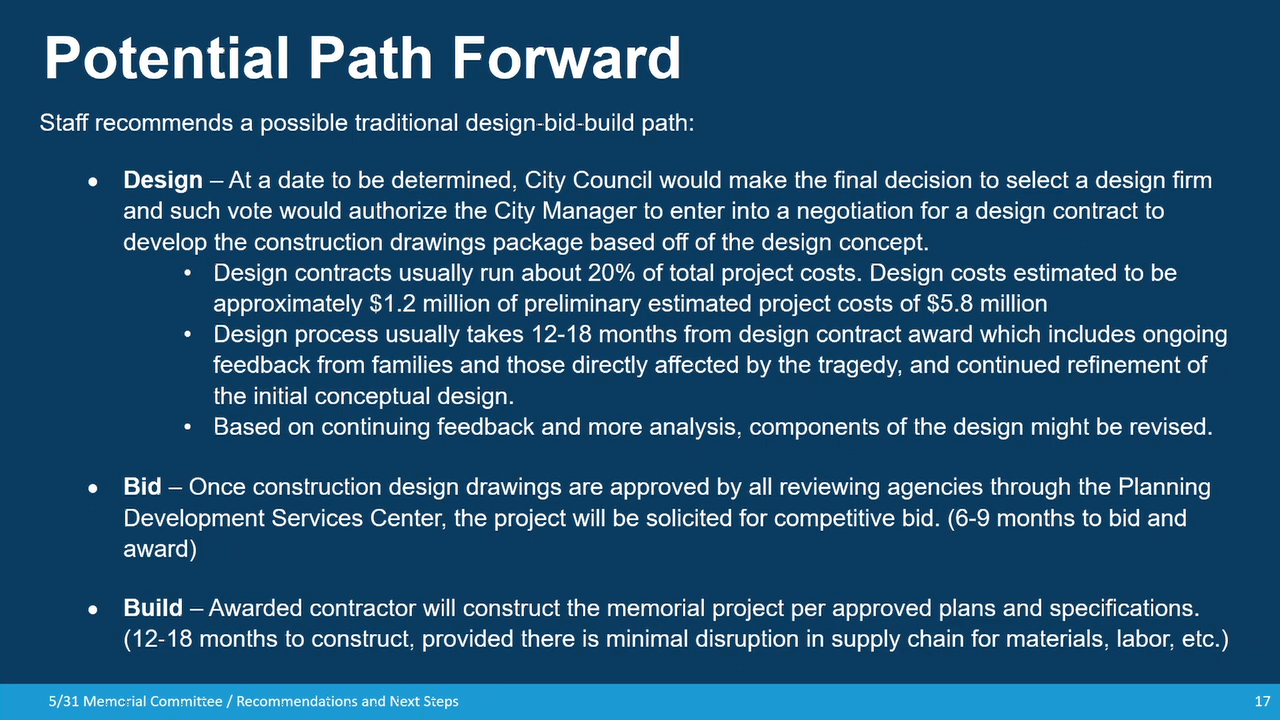 Potential Path Forward
Staff recommends a possible traditional design-bid-build path:
• Design – At a date to be determined, City Council would make the final decision to select a design firm
and such vote would authorize the City Manager to enter into a negotiation for a design contract to
develop the construction drawings package based off of the design concept.
• Design contracts usually run about 20% of total project costs. Design costs estimated to be
approximately $1.2 million of preliminary estimated project costs of $5.8 million
• Design process usually takes 12-18 months from design contract award which includes ongoing
feedback from families and those directly affected by the tragedy, and continued refinement of
the initial conceptual design.
• Based on continuing feedback and more analysis, components of the design might be revised.
• Bid – Once construction design drawings are approved by all reviewing agencies through the Planning
Development Services Center, the project will be solicited for competitive bid. (6-9 months to bid and
award)
• Build – Awarded contractor will construct the memorial project per approved plans and specifications.
(12-18 months to construct, provided there is minimal disruption in supply chain for materials, labor, etc.)
5/31 Memorial Committee / Recommendations and Next Steps
17